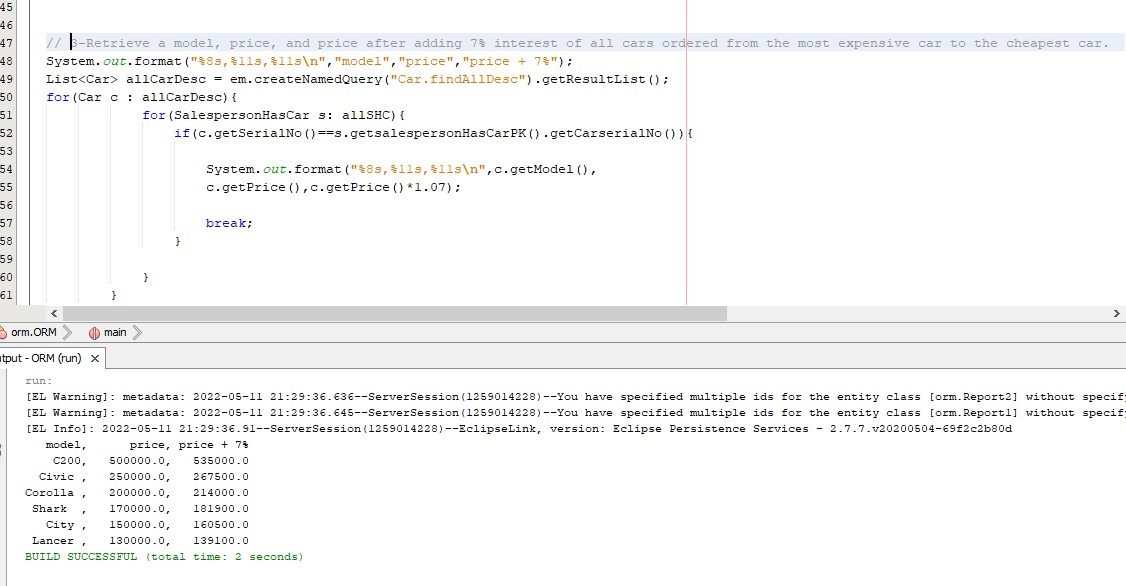 45
46
47 // 3-Retrieve a model, price, and price after adding 7% interest of all cars ordered from the most expensive car to the cheapest car.
48 System.out.format("%8s,%11s,%11s\n","model","price","price + 7%");
49 List<Car> allCarDesc = em.createNamedQuery("Car.findAllDesc").getResultList();
50 for(Car c : allCarDesc){
51 for(SalespersonHasCar s: allSHC){
52 if(c.getSerialNo()==s.getsalespersonHasCarPK().getCarserialNo()){
53
54 System.out.format("%8s,%11s,%11s\n",c.getModel(),
55 c.getPrice(),c.getPrice()*1.07);
56
57 break;
58 }
59
60 }
61 }
orm.ORM main
tput - ORM (run)
run:
[EL Warning]: metadata: 2022-05-11 21:29:36.636--ServerSession(1259014228)--You have specified multiple ids for the entity class [orm.Report2] without specif
[EL Warning]: metadata: 2022-05-11 21:29:36.645--ServerSession(1259014228)--You have specified multiple ids for the entity class [orm.Report1] without specif
[EL Info]: 2022-05-11 21:29:36.91--ServerSession(1259014228)--EclipseLink, version: Eclipse Persistence Services - 2.7.7.v20200504-69f2c2b80d
model, price, price + 7%
C200, 500000.0, 535000.0
Civic , 250000.0, 267500.0
Corolla , 200000.0, 214000.0
Shark , 170000.0, 181900.0
City , 150000.0, 160500.0
Lancer , 130000.0, 139100.0
BUILD SUCCESSFUL (total time: 2 seconds)